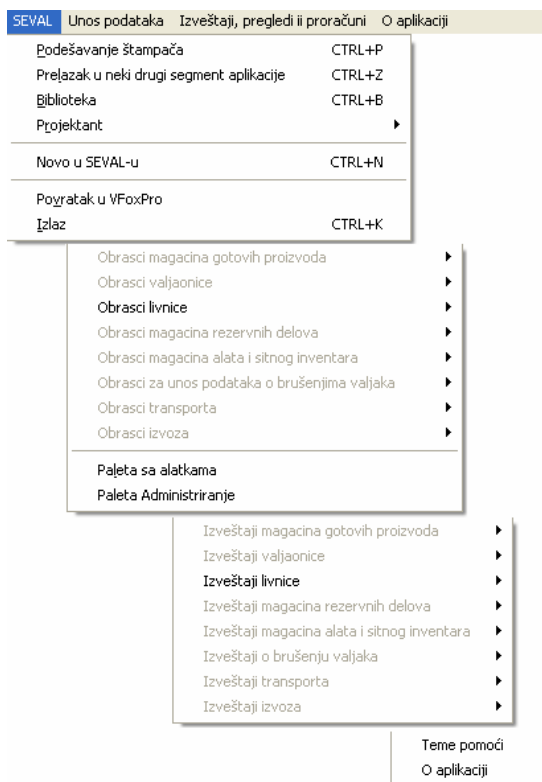 SEVAL Unos podataka Izveštaji, pregledi ii proračuni O aplikaciji
Podešavanje štampača CTRL+P
Prelazak u neki drugi segment aplikacije CTRL+Z
Biblioteka CTRL+B
Projektant
Novo u SEVAL-u CTRL+N
Povratak u VFoxPro
Izlaz CTRL+K
Obrasci magacina gotovih proizvoda
Obrasci valjaonice
Obrasci livnice
Obrasci magacina rezervnih delova
Obrasci magacina alata i sitnog inventara
Obrasci za unos podataka o brušenjima valjaka
Obrasci transporta
Obrasci izvoza
Paleta sa alatkama
Paleta Administriranje
Izveštaji magacina gotovih proizvoda
Izveštaji valjaonice
Izveštaji livnice
Izveštaji magacina rezervnih delova
Izveštaji magacina alata i sitnog inventara
Izveštaji o brušenju valjaka
Izveštaji transporta
Izveštaji izvoza
Teme pomoći
O aplikaciji